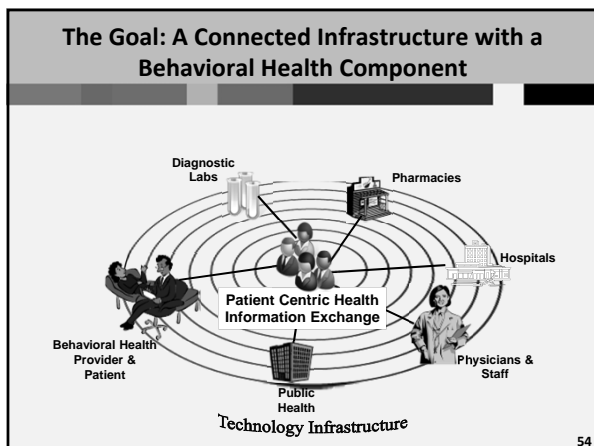 The Goal: A Connected Infrastructure with a
Behavioral Health Component
Diagnostic
Labs
Pharmacies
Hospitals
Patient Centric Health
Information Exchange
Behavioral Health
Provider &
Patient
Physicians &
Staff
Public
Health
Technology Infrastructure
54